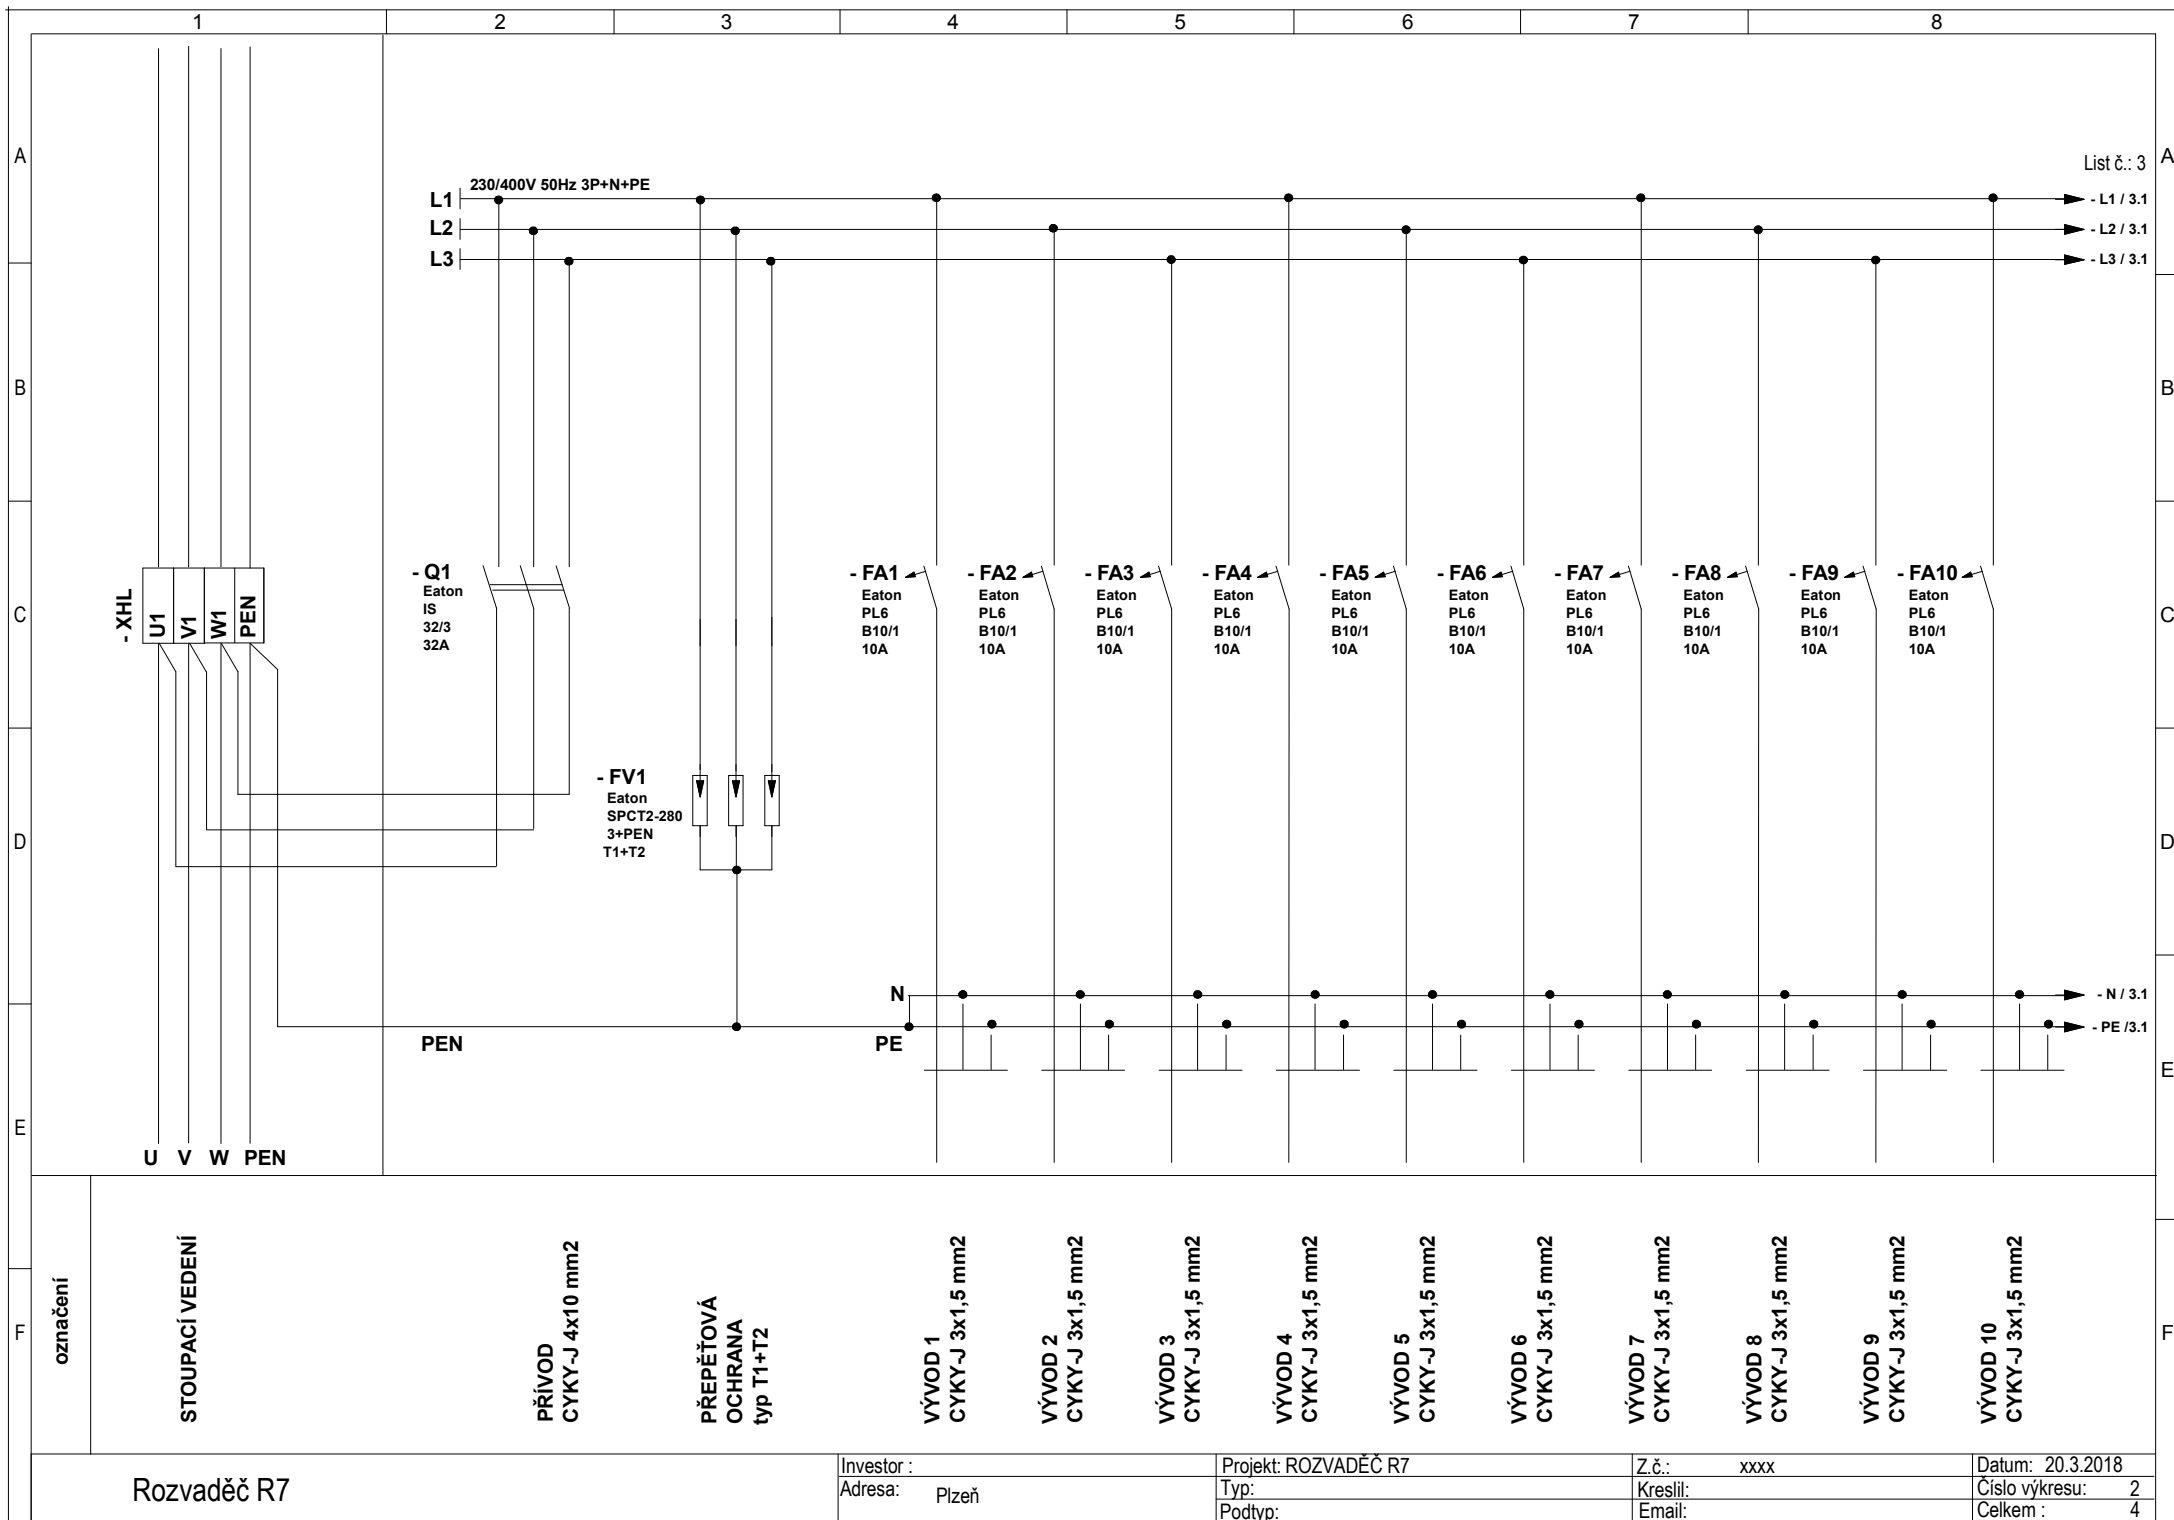 1 2 3 4 5 6 7 8
A
A
List č.: 3
230/400V 50Hz 3P+N+PE
L1
- L1 / 3.1
L2
- L2 / 3.1
L3
- L3 / 3.1
B
B
C
C
- XHL
U1
V1
W1
PEN
- Q1
Eaton
IS
32/3
32A
- FA1
Eaton
PL6
B10/1
10A
- FA2
Eaton
PL6
B10/1
10A
- FA3
Eaton
PL6
B10/1
10A
- FA4
Eaton
PL6
B10/1
10A
- FA5
Eaton
PL6
B10/1
10A
- FA6
Eaton
PL6
B10/1
10A
- FA7
Eaton
PL6
B10/1
10A
- FA8
Eaton
PL6
B10/1
10A
- FA9
Eaton
PL6
B10/1
10A
- FA10
Eaton
PL6
B10/1
10A
D
D
- FV1
Eaton
SPCT2-280
3+PEN
T1+T2
N
- N / 3.1
PEN
PE
- PE /3.1
E
E
U V W PEN
F
F
označení
STOUPACÍ VEDENÍ
PŘÍVOD
CYKY-J 4x10 mm2
PŘEPĚŤOVÁ
OCHRANA
typ T1+T2
VÝVOD 1
CYKY-J 3x1,5 mm2
VÝVOD 2
CYKY-J 3x1,5 mm2
VÝVOD 3
CYKY-J 3x1,5 mm2
VÝVOD 4
CYKY-J 3x1,5 mm2
VÝVOD 5
CYKY-J 3x1,5 mm2
VÝVOD 6
CYKY-J 3x1,5 mm2
VÝVOD 7
CYKY-J 3x1,5 mm2
VÝVOD 8
CYKY-J 3x1,5 mm2
VÝVOD 9
CYKY-J 3x1,5 mm2
VÝVOD 10
CYKY-J 3x1,5 mm2
Rozvaděč R7
Investor :
Adresa: Plzeň
Projekt: ROZVADĚČ R7
Typ:
Podtyp:
Z.č.: xxxx
Kreslil:
Email:
Datum: 20.3.2018
Číslo výkresu: 2
Celkem : 4